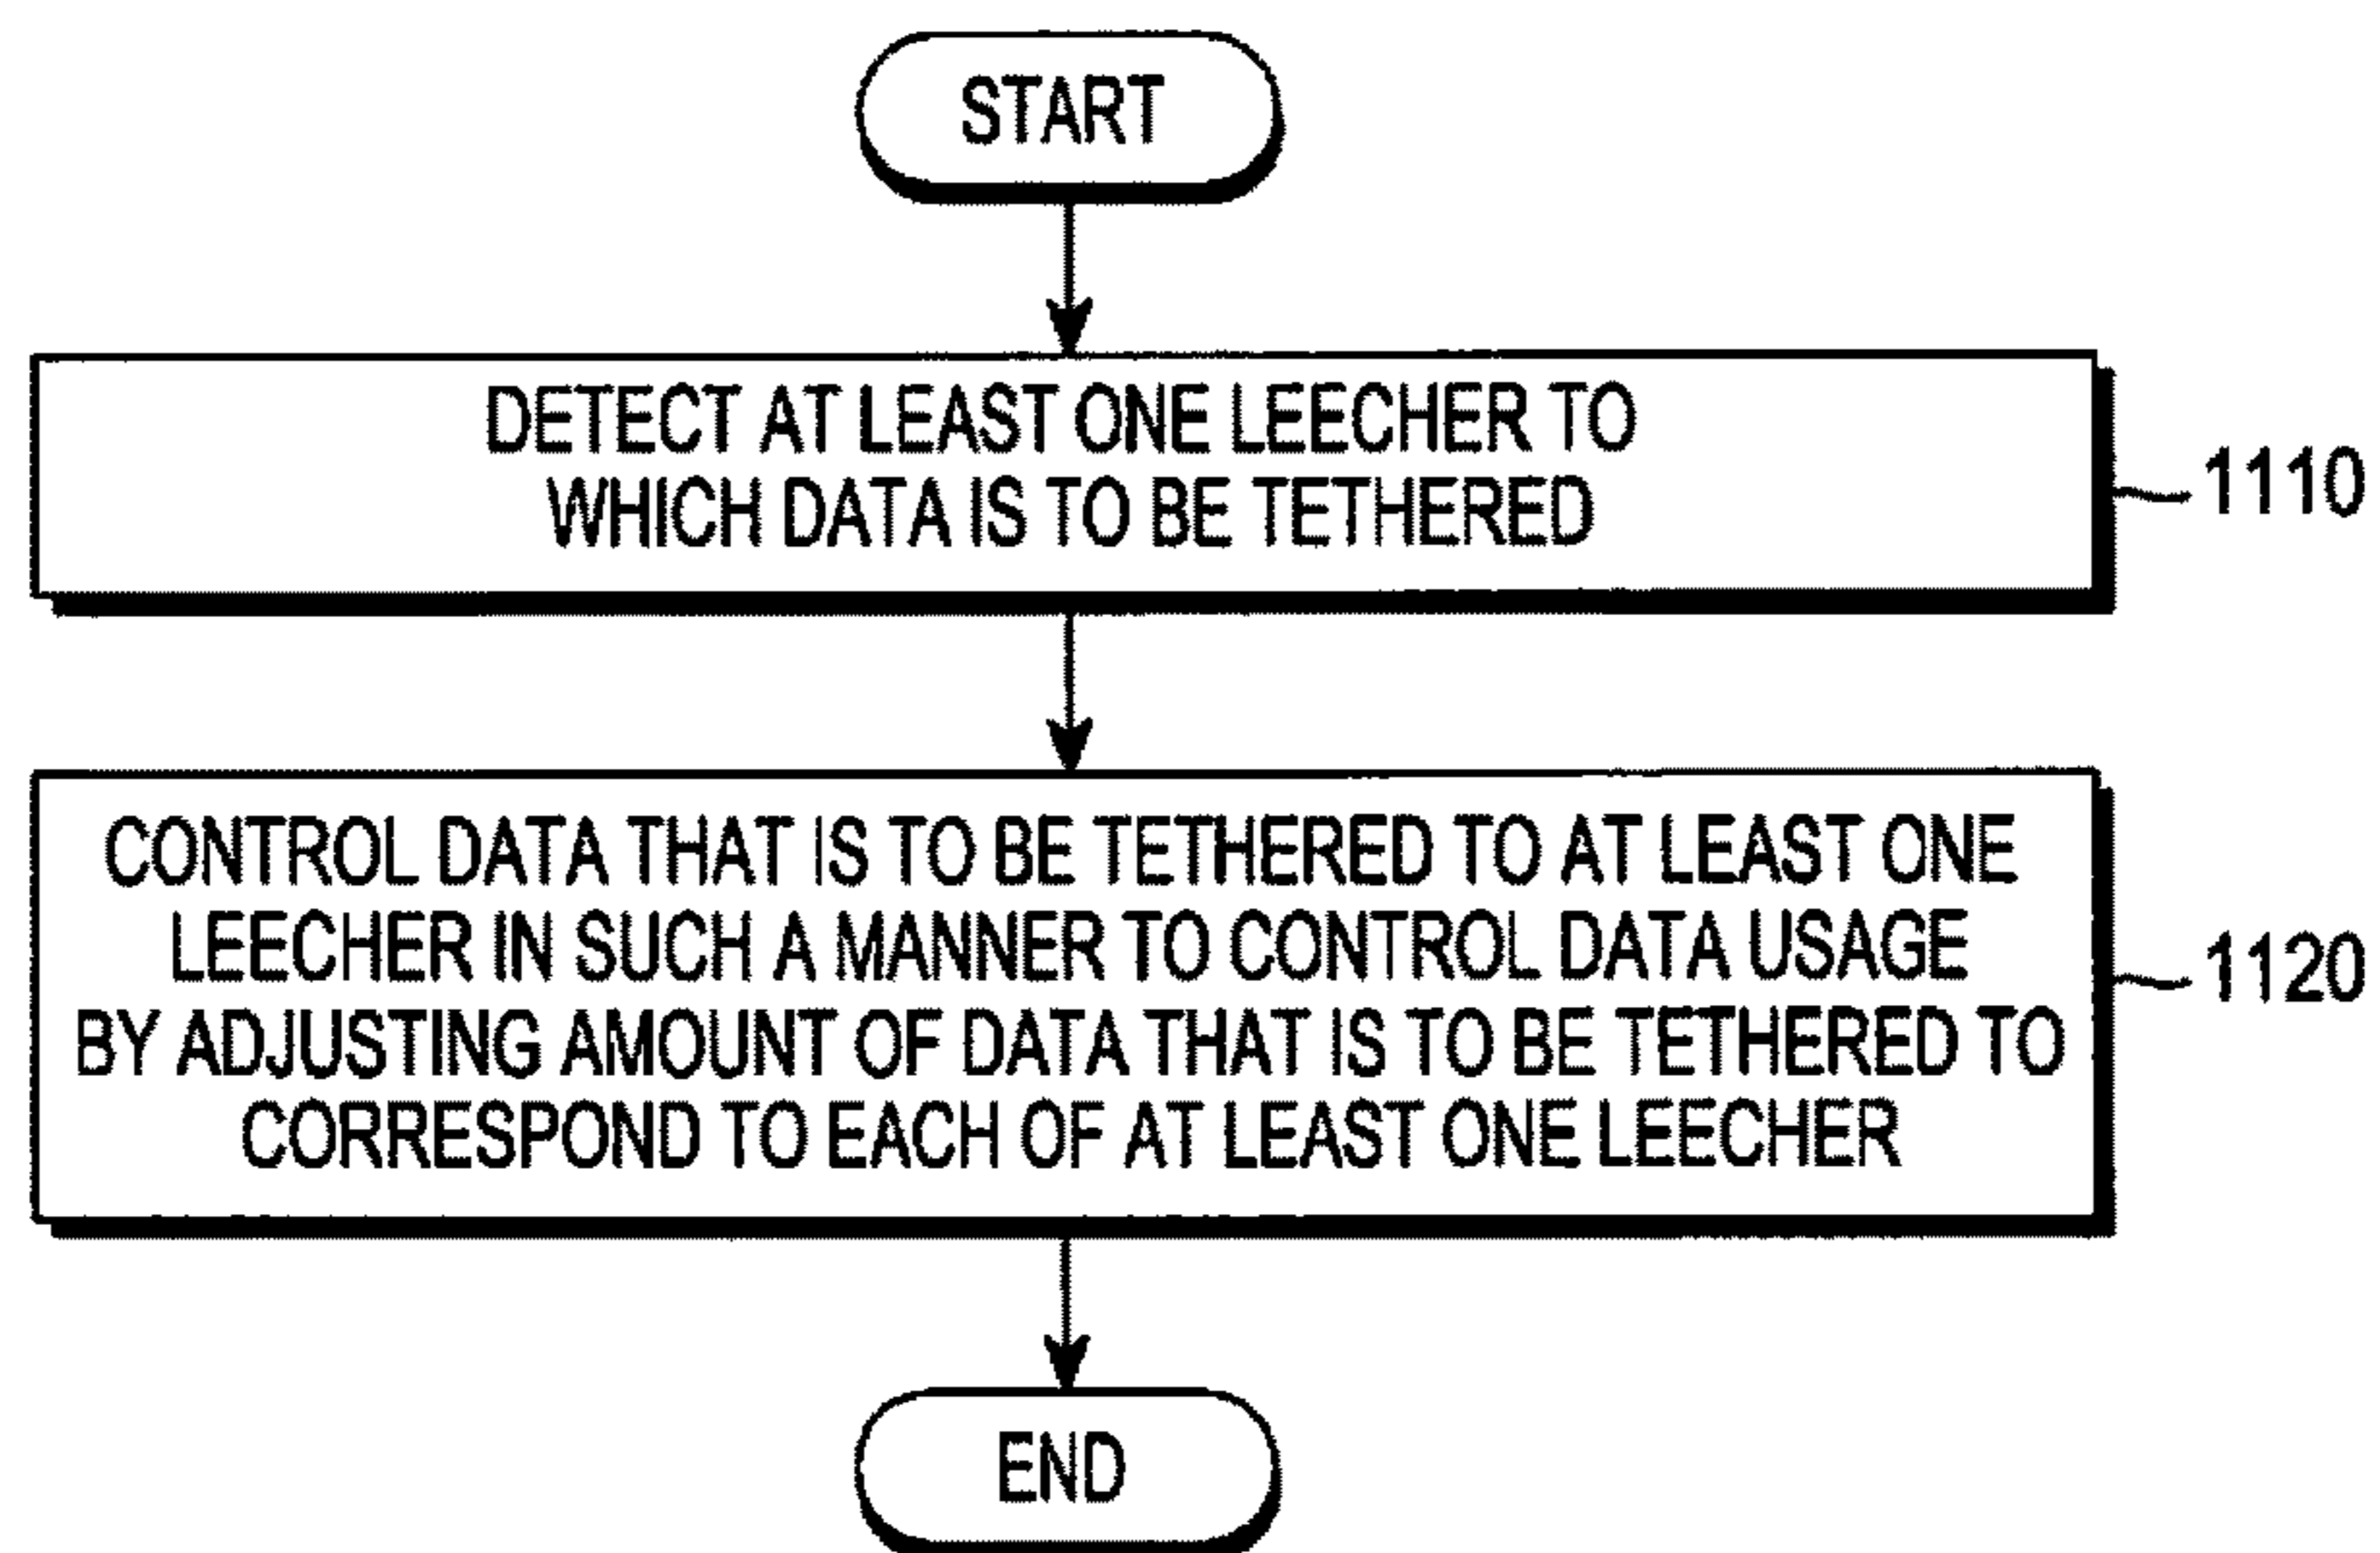 START
DETECT AT LEAST ONE LEECHER TO
WHICH DATA IS TO BE TETHERED
1110
CONTROL DATA THAT IS TO BE TETHERED TO AT LEAST ONE
LEECHER IN SUCH A MANNER TO CONTROL DATA USAGE
BY ADJUSTING AMOUNT OF DATA THAT IS TO BE TETHERED TO
CORRESPOND TO EACH OF AT LEAST ONE LEECHER
1120
END